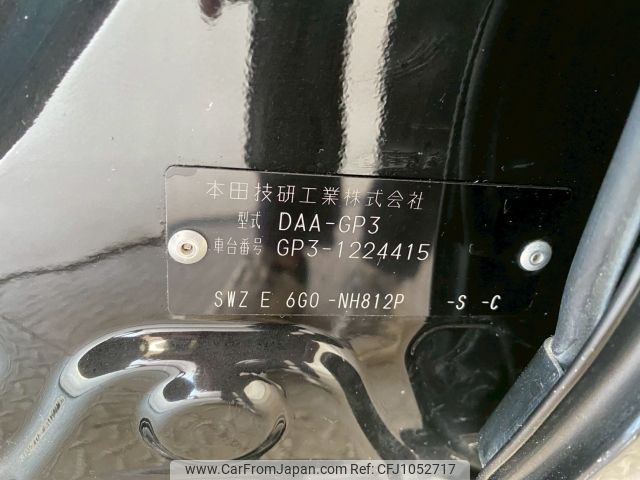 本田技研工業株式会社
型式 DAA-GP3
車台番号 GP3-1224415
SWZ E 6G0 -NH812P -S -C
www.CarFromJapan.com | Ref. CFJ1052717